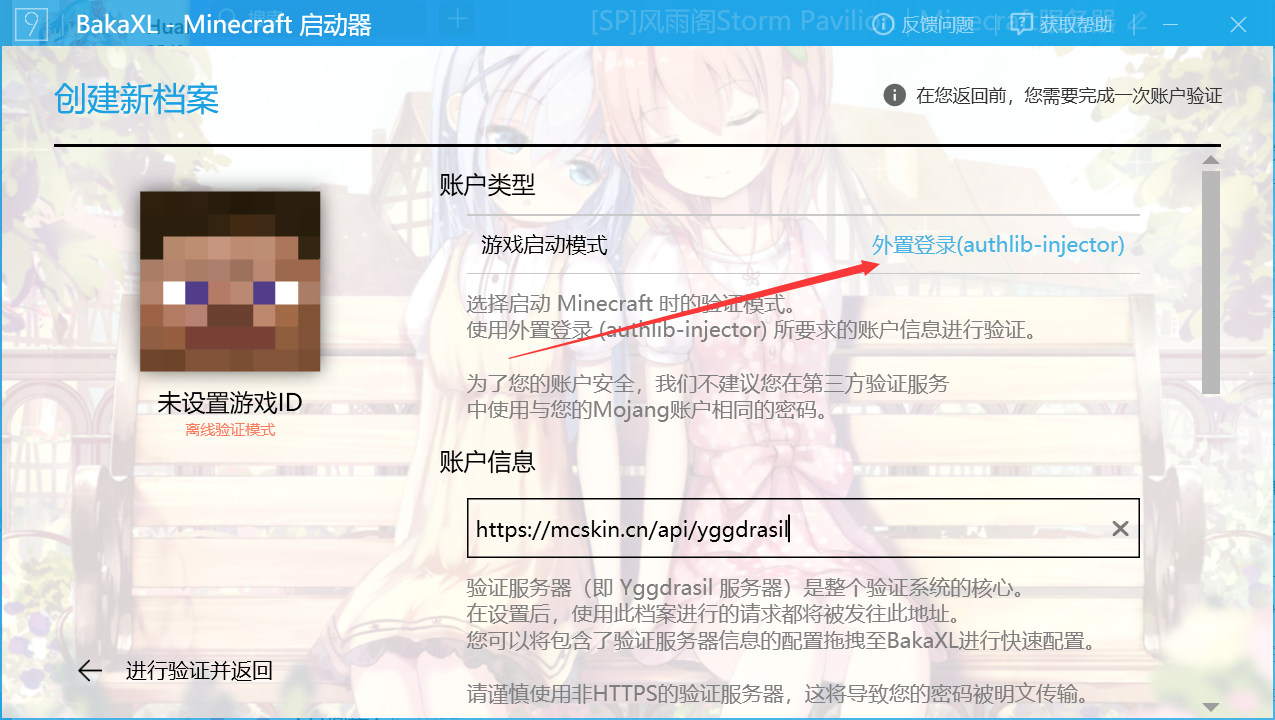 BakaXL - Minecraft 启动器
[SP]风雨阁Storm Pavilion | Minecraft服务器
反馈问题
获取帮助
创建新档案
在您返回前，您需要完成一次账户验证
账户类型
游戏启动模式
外置登录(authlib-injector)
选择启动 Minecraft 时的验证模式。
使用外置登录 (authlib-injector) 所要求的账户信息进行验证。
为了您的账户安全，我们不建议您在第三方验证服务
中使用与您的Mojang账户相同的密码。
未设置游戏ID
离线验证模式
账户信息
https://mcskin.cn/api/yggdrasil
验证服务器（即 Yggdrasil 服务器）是整个验证系统的核心。
在设置后，使用此档案进行的请求都将被发往此地址。
您可以将包含了验证服务器信息的配置拖拽至BakaXL进行快速配置。
请谨慎使用非HTTPS的验证服务器，这将导致您的密码被明文传输。
进行验证并返回